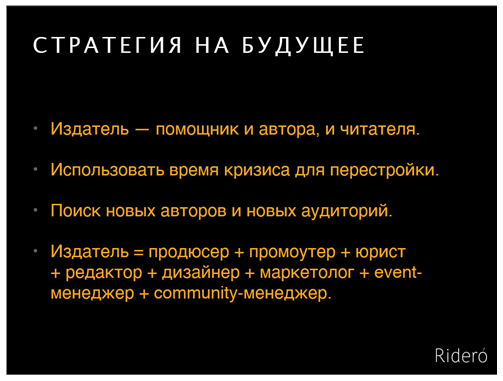 СТРАТЕГИЯ НА БУДУЩЕЕ
• Издатель — помощник и автора, и читателя.
• Использовать время кризиса для перестройки.
• Поиск новых авторов и новых аудиторий.
• Издатель = продюсер + промоутер + юрист
+ редактор + дизайнер + маркетолог + event-
менеджер + community-менеджер.
Rideró